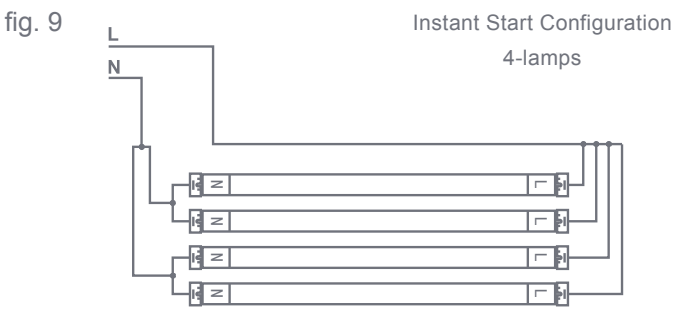 fig. 9
Instant Start Configuration
4-lamps
L
N
N L
N L
N L
N L